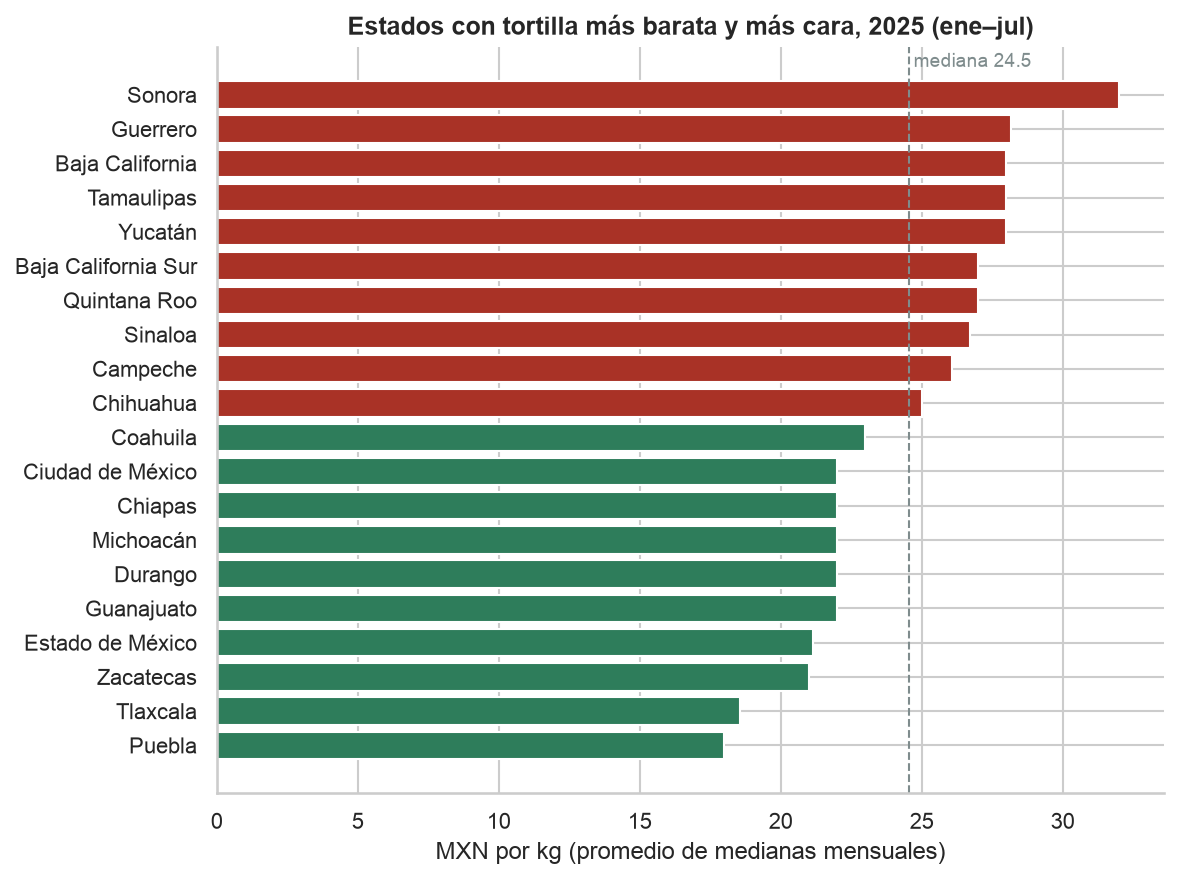 Estados con tortilla más barata y más cara, 2025 (ene–jul)
mediana 24.5
Sonora
Guerrero
Baja California
Tamaulipas
Yucatán
Baja California Sur
Quintana Roo
Sinaloa
Campeche
Chihuahua
Coahuila
Ciudad de México
Chiapas
Michoacán
Durango
Guanajuato
Estado de México
Zacatecas
Tlaxcala
Puebla
0 5 10 15 20 25 30
MXN por kg (promedio de medianas mensuales)